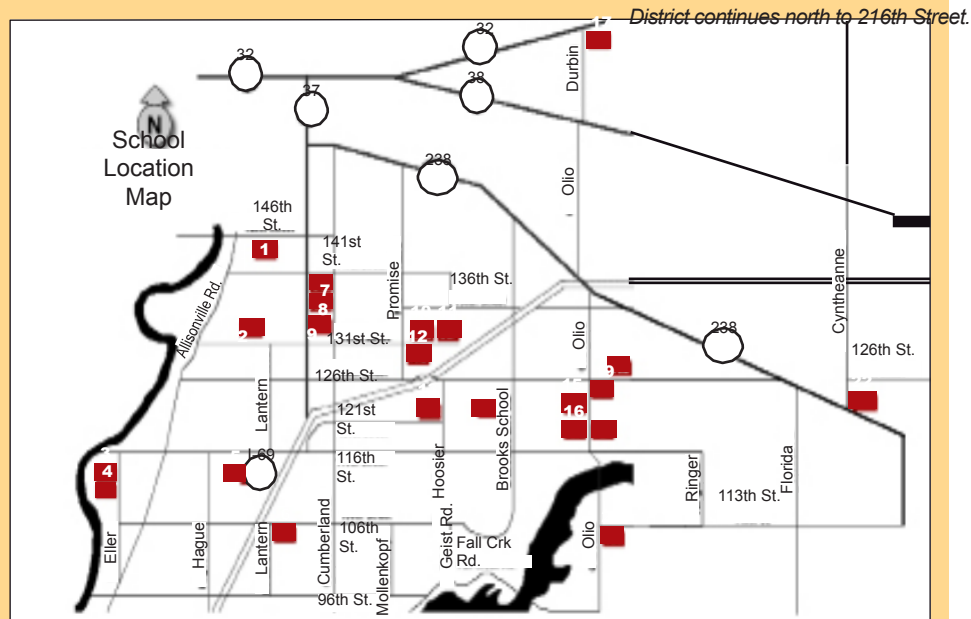 District continues north to 216th Street.
17
32
32
38
37
Durbin
N
School
Location
Map
238
Olio
146th
St.
1
141st
St.
136th St.
Promise
Cyntheanne
7
8
9
12
2
131st St.
Allisonville Rd.
Olio
238
126th St.
126th St.
9
Lantern
121st
St.
16
22
Brooks School
4
I-69
116th
St.
Hoosier
Ringer
Florida
113th St.
Eller
Hague
Lantern
Cumberland
106th
St.
Mollenkopf
Geist Rd.
Fall Crk
Rd.
Olio
96th St.